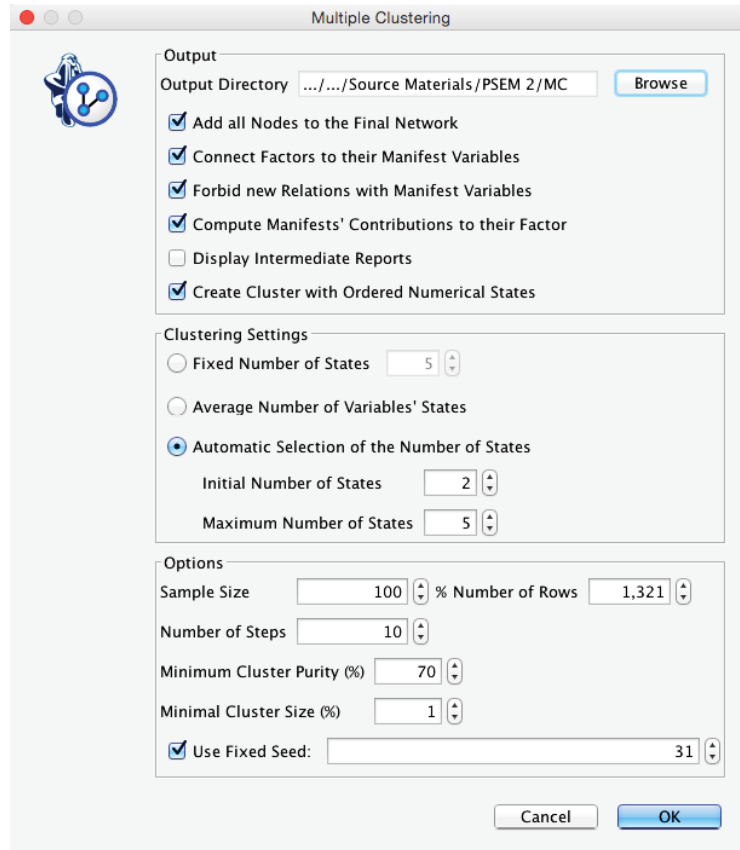 Multiple Clustering
Output
Output Directory .../.../Source Materials/PSEM 2/MC Browse
Add all Nodes to the Final Network
Connect Factors to their Manifest Variables
Forbid new Relations with Manifest Variables
Compute Manifests' Contributions to their Factor
Display Intermediate Reports
Create Cluster with Ordered Numerical States
Clustering Settings
Fixed Number of States 5
Average Number of Variables' States
Automatic Selection of the Number of States
Initial Number of States 2
Maximum Number of States 5
Options
Sample Size 100 % Number of Rows 1,321
Number of Steps 10
Minimum Cluster Purity (%) 70
Minimal Cluster Size (%) 1
Use Fixed Seed: 31
Cancel OK